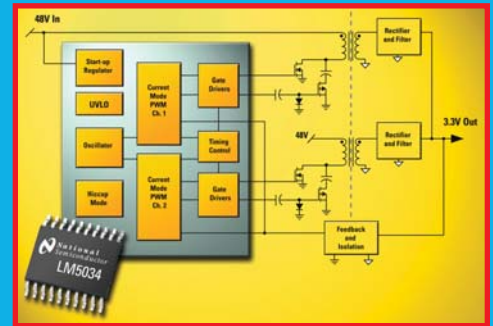 48V In
Start-up
Regulator
UVLO
Oscillator
Hiccup
Mode
Current
Mode
PWM
Ch. 1
Current
Mode
PWM
Ch. 2
Gate
Drivers
Timing
Control
Gate
Drivers
48V
Rectifier
and Filter
Rectifier
and Filter
3.3V Out
Feedback
and
Isolation
National
Semiconductor
LM5034